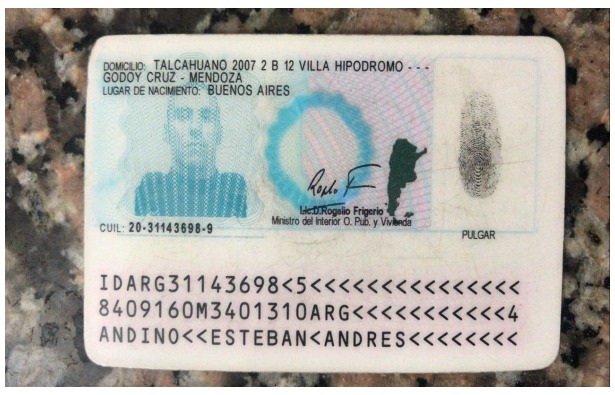 DOMICILIO: TALCAHUANO 2007 2 B 12 VILLA HIPODROMO - - -
GODOY CRUZ - MENDOZA
LUGAR DE NACIMIENTO: BUENOS AIRES
Lic.D.Rogelio Frigerio
Ministro del Interior O. Pub. y Vivienda
CUIL: 20-31143698-9
PULGAR
IDARG31143698<5<<<<<<<<<<<<<<<
8409160M3401310ARG<<<<<<<<<<<4
ANDINO<<ESTEBAN<ANDRES<<<<<<<<